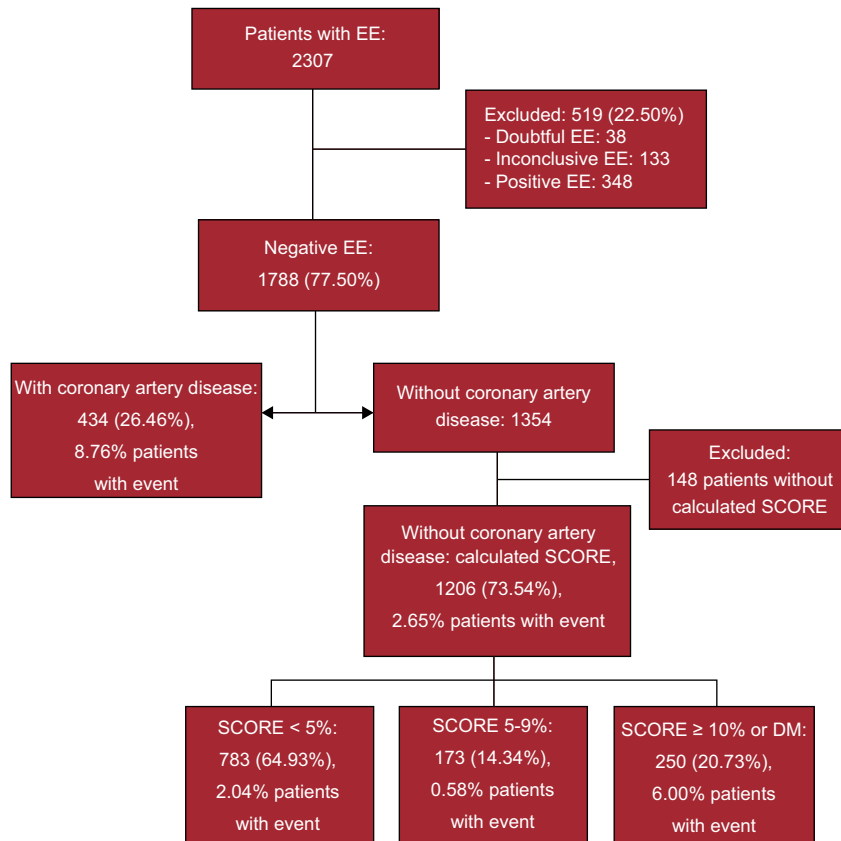 Patients with EE:
2307
Excluded: 519 (22.50%)
- Doubtful EE: 38
- Inconclusive EE: 133
- Positive EE: 348
Negative EE:
1788 (77.50%)
With coronary artery disease:
434 (26.46%),
8.76% patients
with event
Without coronary artery
disease: 1354
Excluded:
148 patients without
calculated SCORE
Without coronary artery
disease: calculated SCORE,
1206 (73.54%),
2.65% patients with event
SCORE < 5%:
783 (64.93%),
2.04% patients
with event
SCORE 5-9%:
173 (14.34%),
0.58% patients
with event
SCORE ≥ 10% or DM:
250 (20.73%),
6.00% patients
with event